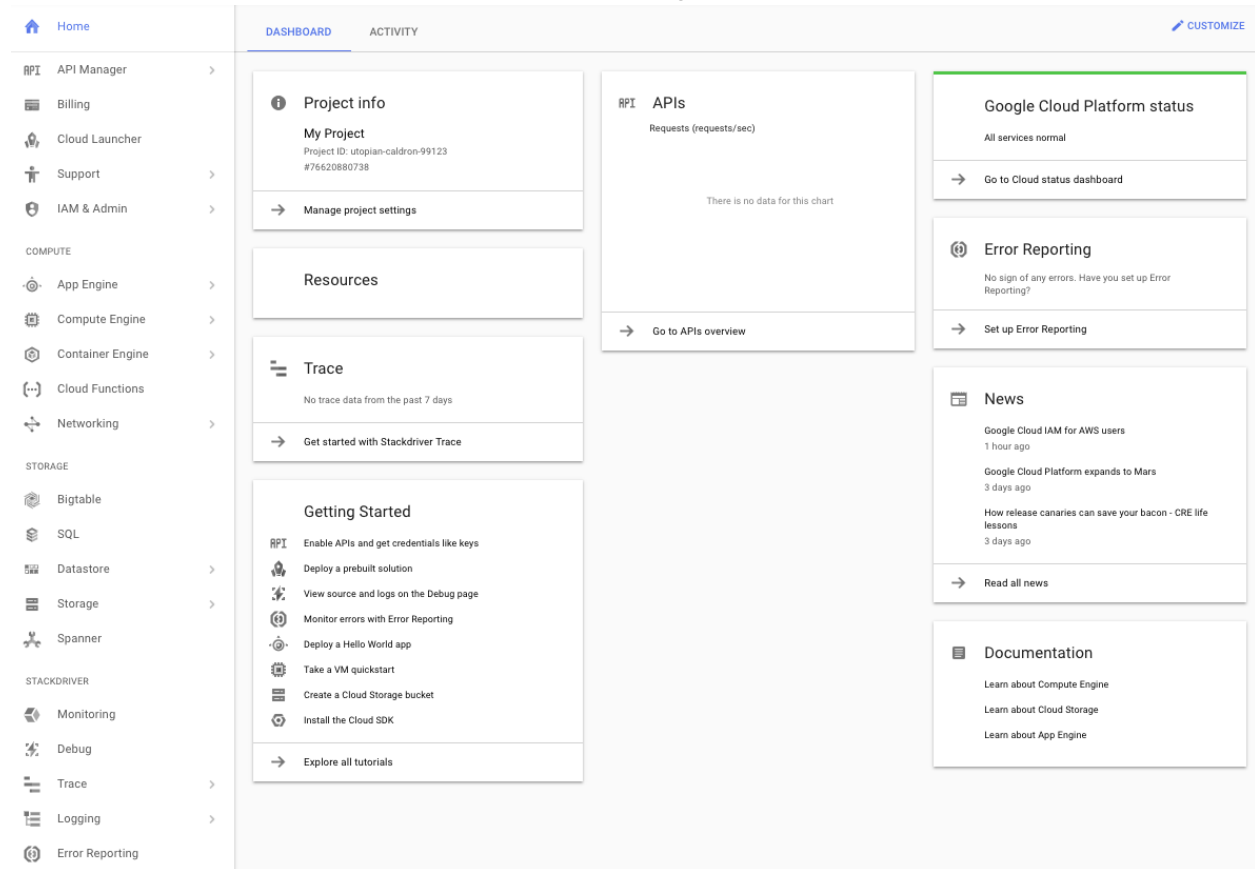 Home
API Manager
Billing
Cloud Launcher
Support
IAM & Admin
COMPUTE
App Engine
Compute Engine
Container Engine
Cloud Functions
Networking
STORAGE
Bigtable
SQL
Datastore
Storage
Spanner
STACKDRIVER
Monitoring
Debug
Trace
Logging
Error Reporting
DASHBOARD
ACTIVITY
CUSTOMIZE
Project info
My Project
Project ID: utopian-caldron-99123
#76620880738
Manage project settings
Resources
Trace
No trace data from the past 7 days
Get started with Stackdriver Trace
Getting Started
API Enable APIs and get credentials like keys
Deploy a prebuilt solution
View source and logs on the Debug page
Monitor errors with Error Reporting
Deploy a Hello World app
Take a VM quickstart
Create a Cloud Storage bucket
Install the Cloud SDK
Explore all tutorials
API APIs
Requests (requests/sec)
There is no data for this chart
Go to APIs overview
Google Cloud Platform status
All services normal
Go to Cloud status dashboard
Error Reporting
No sign of any errors. Have you set up Error
Reporting?
Set up Error Reporting
News
Google Cloud IAM for AWS users
1 hour ago
Google Cloud Platform expands to Mars
3 days ago
How release canaries can save your bacon - CRE life
lessons
3 days ago
Read all news
Documentation
Learn about Compute Engine
Learn about Cloud Storage
Learn about App Engine